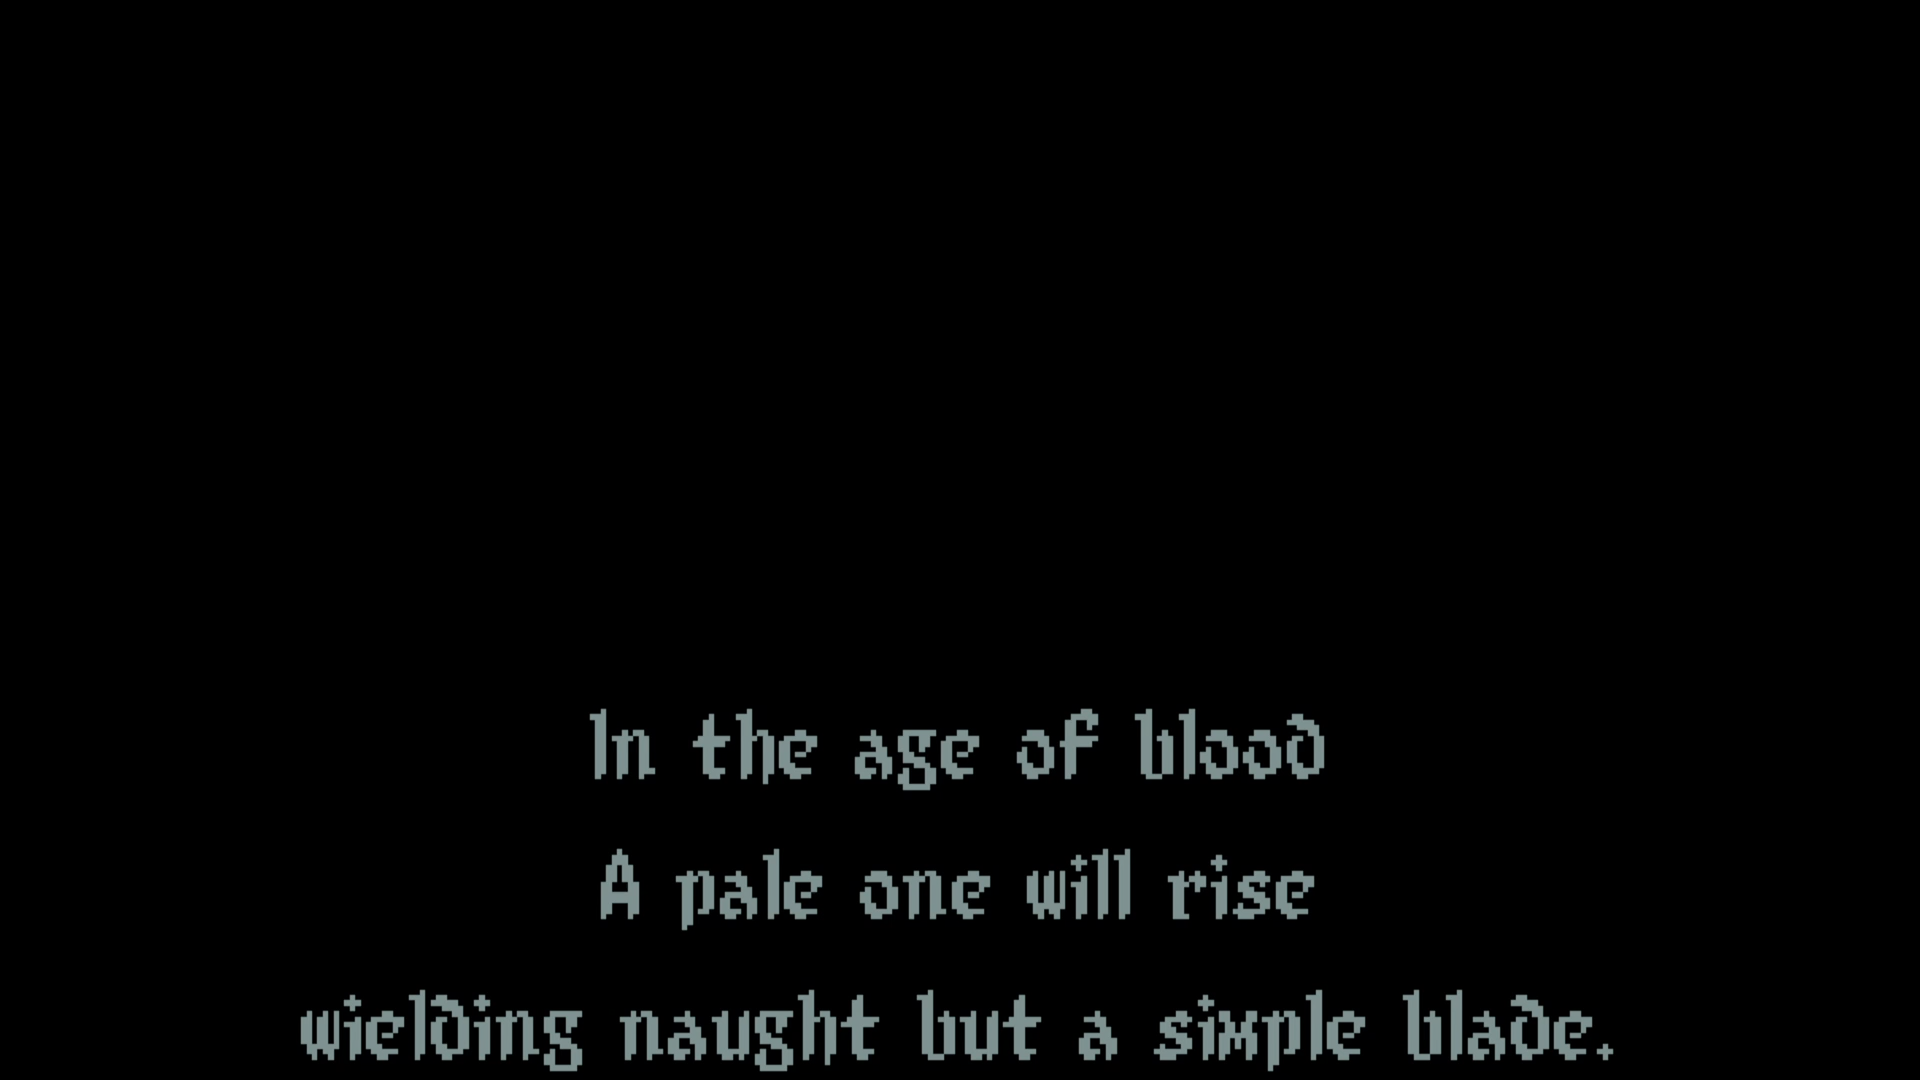 In the age of blood
A pale one will rise
wielding naught but a simple blade.